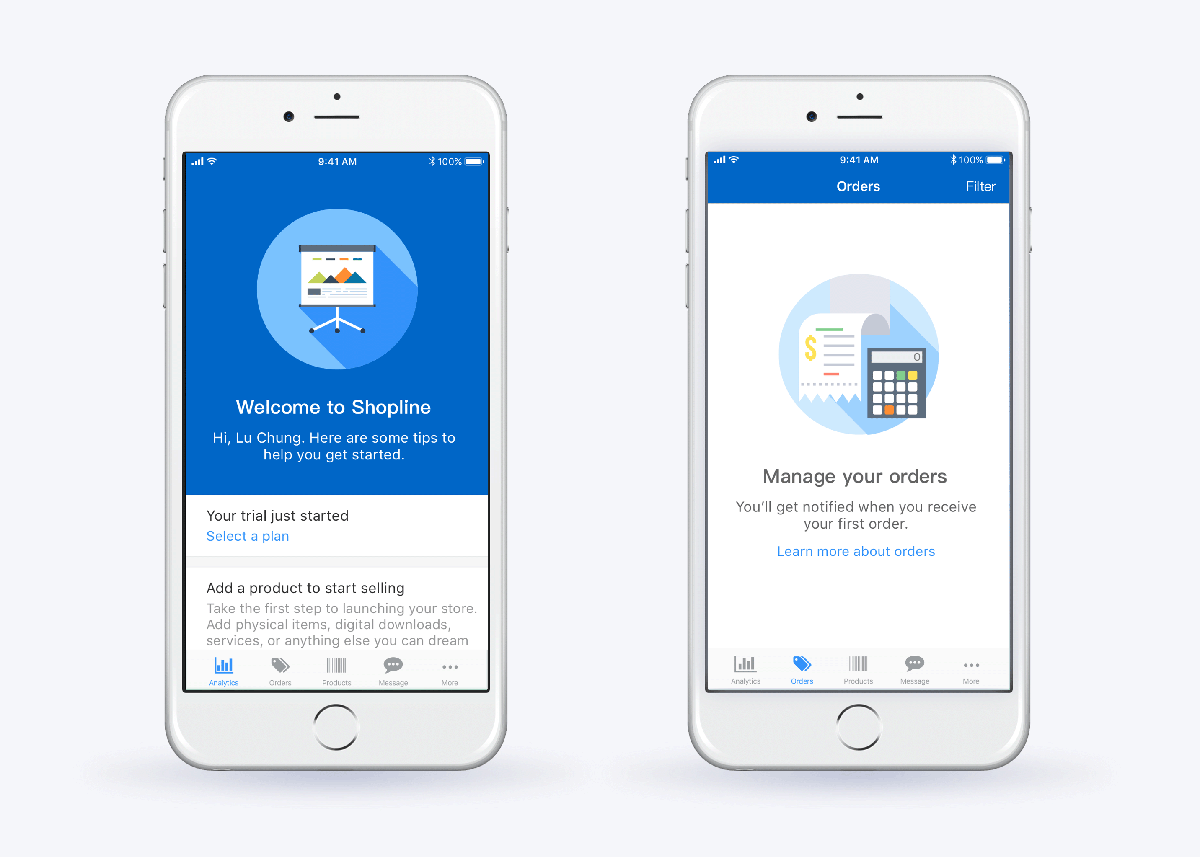 9:41 AM
100%
Welcome to Shopline
Hi, Lu Chung. Here are some tips to
help you get started.
Your trial just started
Select a plan
Add a product to start selling
Take the first step to launching your store.
Add physical items, digital downloads,
services, or anything else you can dream
Analytics
Orders
Products
Message
More
9:41 AM
100%
Orders
Filter
$
0
Manage your orders
You'll get notified when you receive
your first order.
Learn more about orders
Analytics
Orders
Products
Message
More